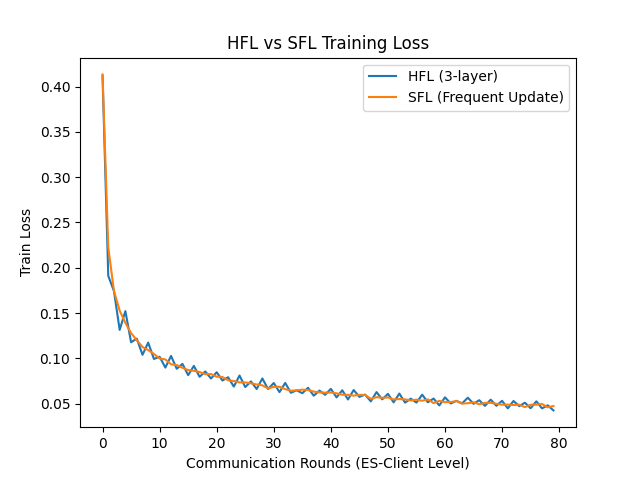 HFL vs SFL Training Loss
HFL (3-layer)
SFL (Frequent Update)
Train Loss
0.40
0.35
0.30
0.25
0.20
0.15
0.10
0.05
0 10 20 30 40 50 60 70 80
Communication Rounds (ES-Client Level)